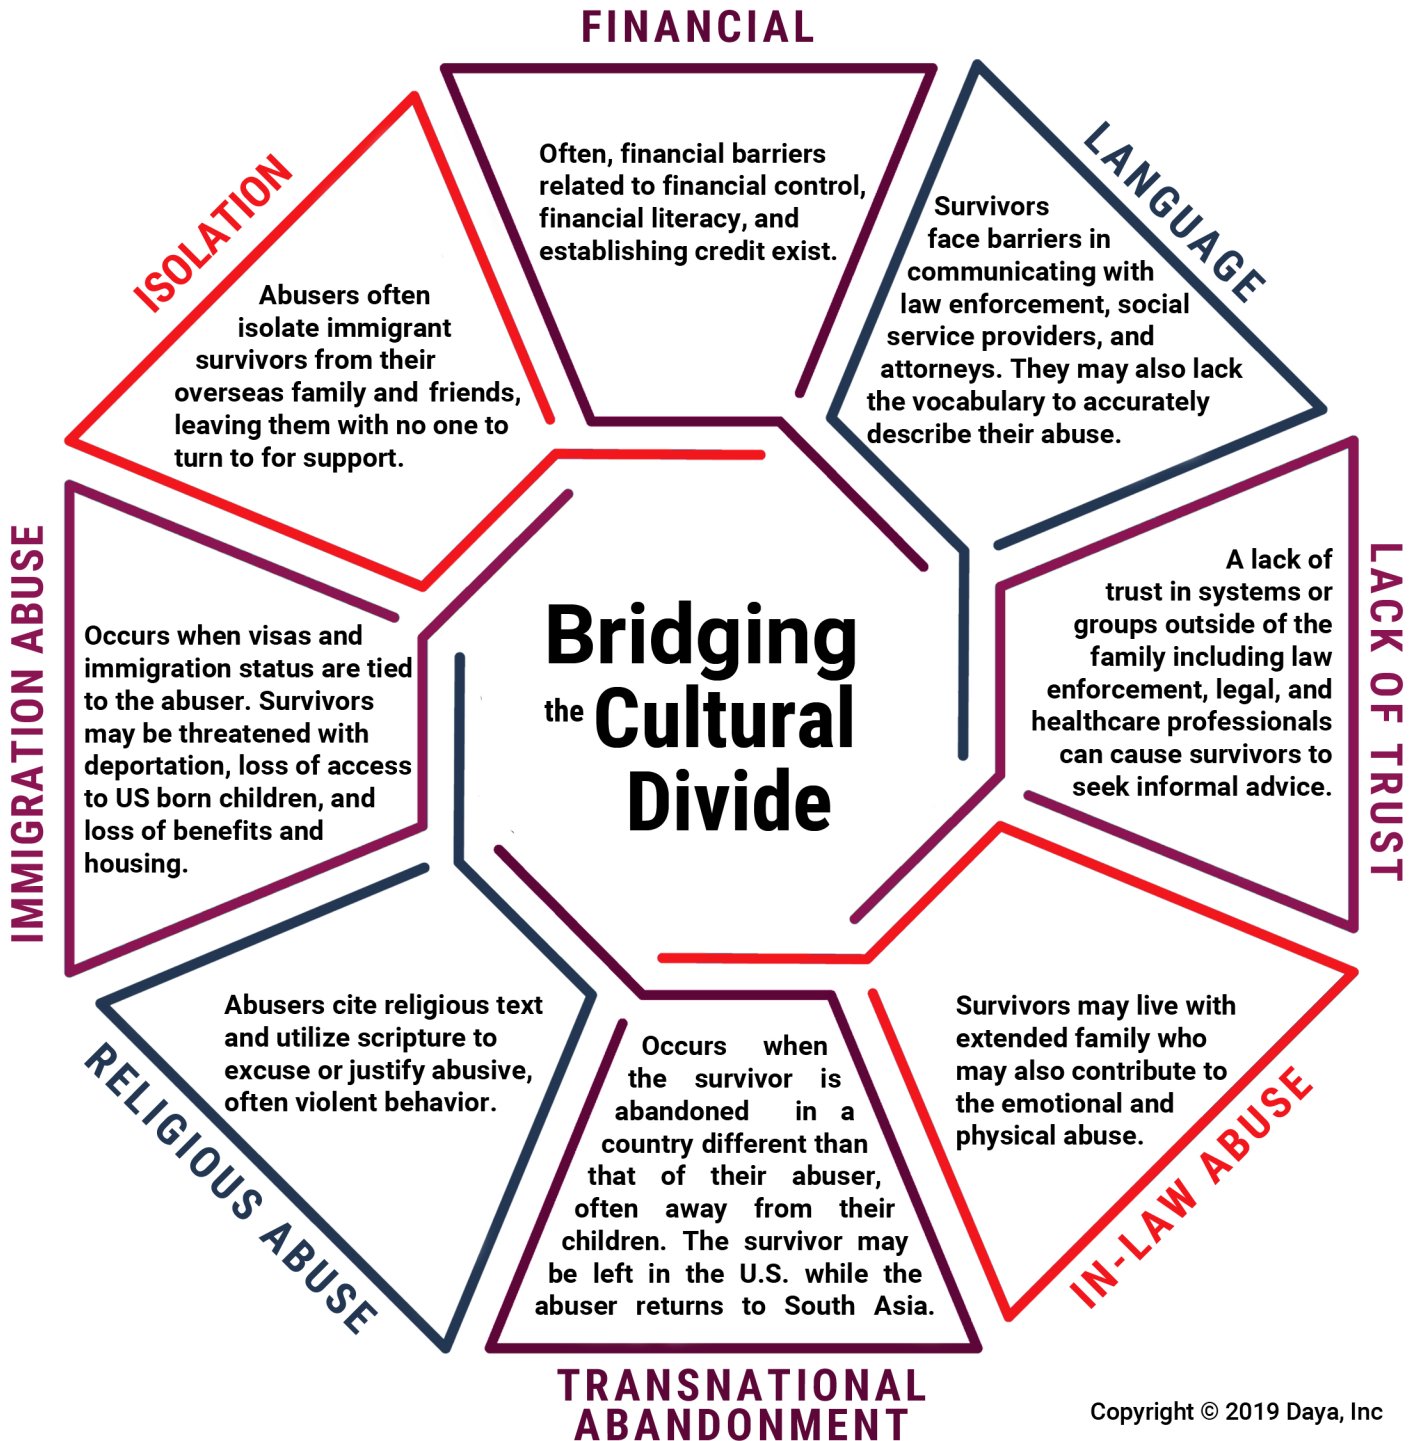 FINANCIAL
Often, financial barriers
related to financial control,
financial literacy, and
establishing credit exist.
LANGUAGE
Survivors
face barriers in
communicating with
law enforcement, social
service providers, and
attorneys. They may also lack
the vocabulary to accurately
describe their abuse.
LACK OF TRUST
A lack of
trust in systems or
groups outside of the
family including law
enforcement, legal, and
healthcare professionals
can cause survivors to
seek informal advice.
IN-LAW ABUSE
Survivors may live with
extended family who
may also contribute to
the emotional and
physical abuse.
TRANSNATIONAL
ABANDONMENT
Occurs when
the survivor is
abandoned in a
country different than
that of their abuser,
often away from their
children. The survivor may
be left in the U.S. while the
abuser returns to South Asia.
RELIGIOUS ABUSE
Abusers cite religious text
and utilize scripture to
excuse or justify abusive,
often violent behavior.
IMMIGRATION ABUSE
Occurs when visas and
immigration status are tied
to the abuser. Survivors
may be threatened with
deportation, loss of access
to US born children, and
loss of benefits and
housing.
ISOLATION
Abusers often
isolate immigrant
survivors from their
overseas family and friends,
leaving them with no one to
turn to for support.
Bridging
the Cultural
Divide
Copyright © 2019 Daya, Inc